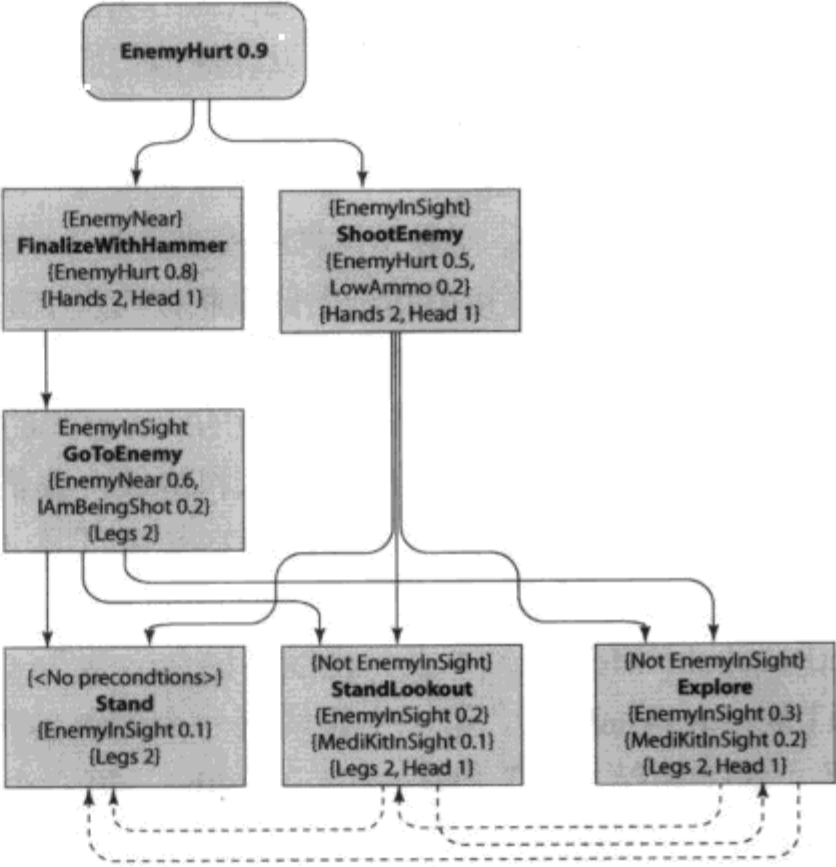 EnemyHurt 0.9
{EnemyNear}
FinalizeWithHammer
{EnemyHurt 0.8}
{Hands 2, Head 1}
{EnemyInSight}
ShootEnemy
{EnemyHurt 0.5,
LowAmmo 0.2}
{Hands 2, Head 1}
EnemyInSight
GoToEnemy
{EnemyNear 0.6,
IAmBeingShot 0.2}
{Legs 2}
{<No precondtions>}
Stand
{EnemyInSight 0.1}
{Legs 2}
{Not EnemyInSight}
StandLookout
{EnemyInSight 0.2}
{MediKitInSight 0.1}
{Legs 2, Head 1}
{Not EnemyInSight}
Explore
{EnemyInSight 0.3}
{MediKitInSight 0.2}
{Legs 2, Head 1}